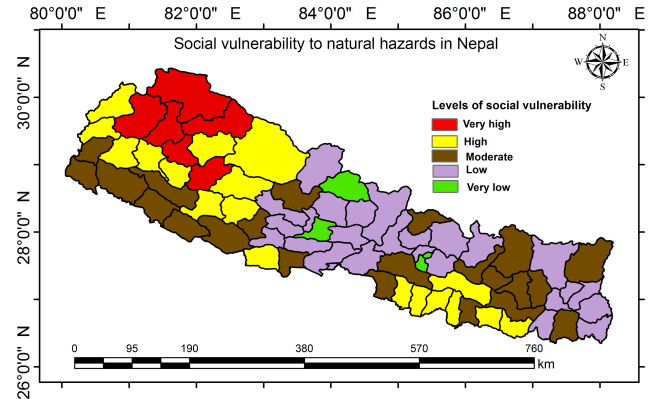 80°0'0" E 82°0'0" E 84°0'0" E 86°0'0" E 88°0'0" E
Social vulnerability to natural hazards in Nepal
N
W E
S
30°0'0" N
28°0'0" N
26°0'0" N
Levels of social vulnerability
Very high
High
Moderate
Low
Very low
0 95 190 380 570 760
km